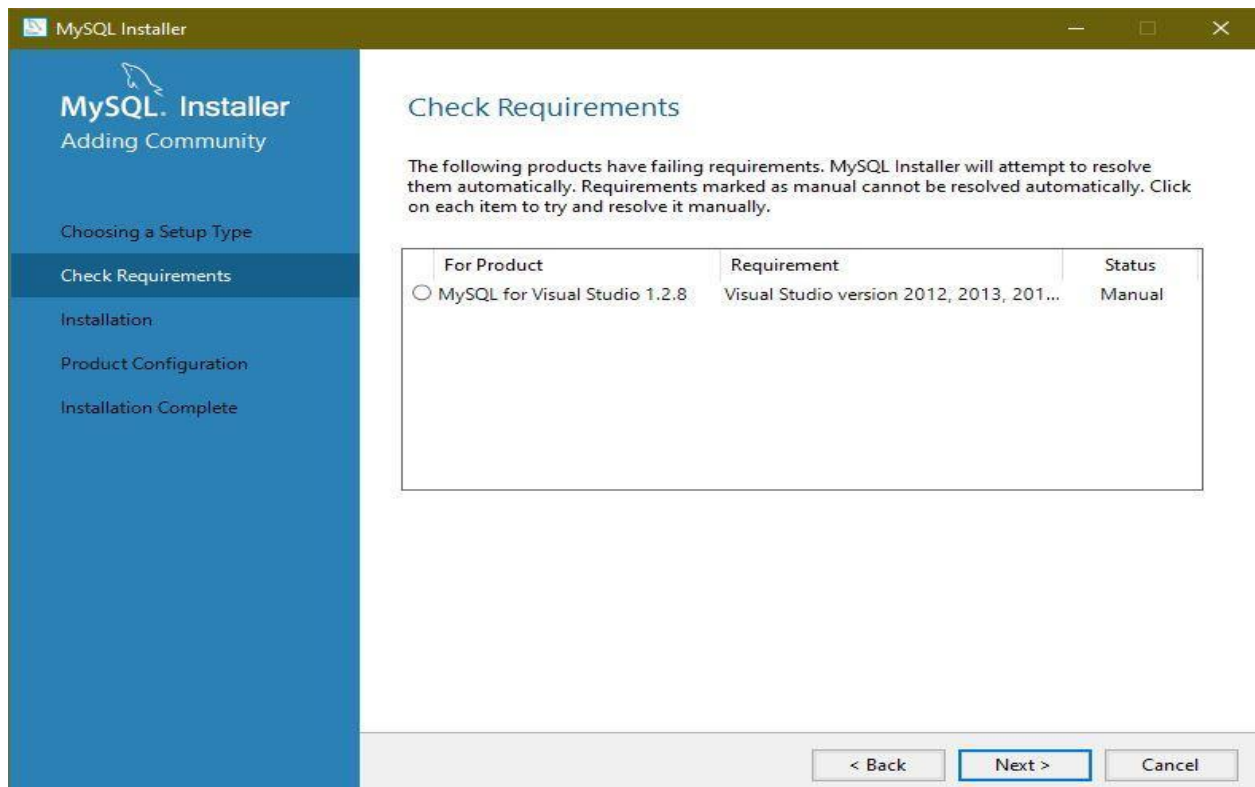 MySQL Installer
MySQL. Installer
Adding Community
Choosing a Setup Type
Check Requirements
Installation
Product Configuration
Installation Complete
Check Requirements
The following products have failing requirements. MySQL Installer will attempt to resolve
them automatically. Requirements marked as manual cannot be resolved automatically. Click
on each item to try and resolve it manually.
For Product Requirement Status
MySQL for Visual Studio 1.2.8 Visual Studio version 2012, 2013, 201... Manual
< Back Next > Cancel